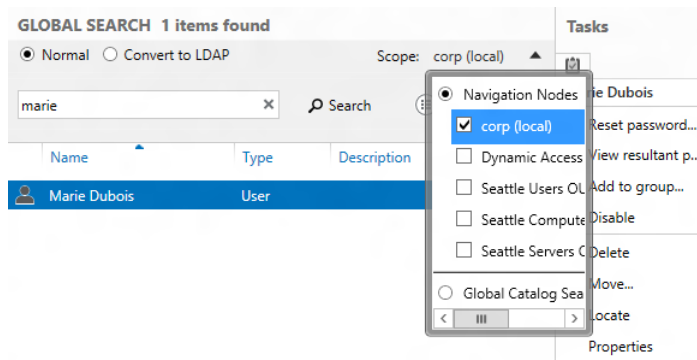 GLOBAL SEARCH 1 items found
Normal Convert to LDAP Scope: corp (local)
marie Search
Name Type Description
Marie Dubois User
Navigation Nodes
corp (local)
Dynamic Access
Seattle Users OU
Seattle Compute
Seattle Servers
Global Catalog Sea
Tasks
ie Dubois
Reset password...
View resultant p..
Add to group...
Disable
Delete
Move...
Locate
Properties